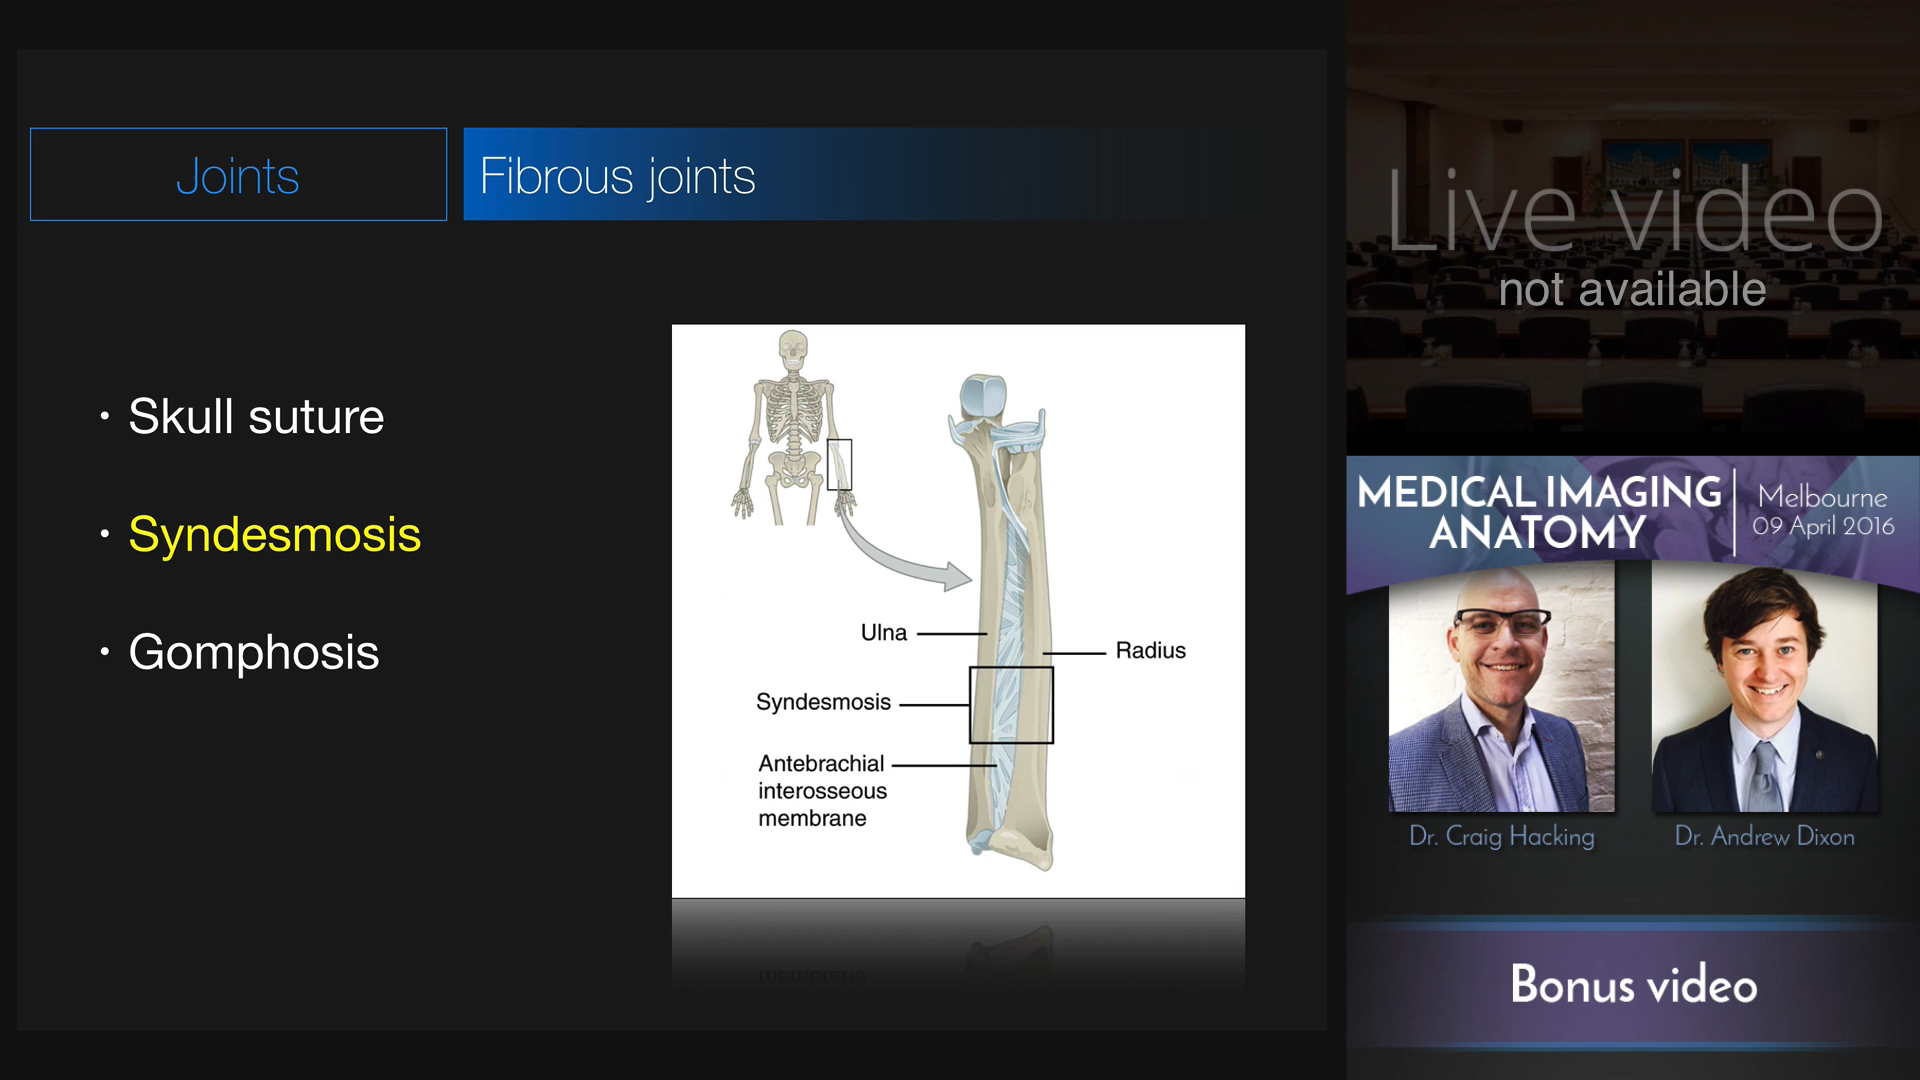 Joints
Fibrous joints
• Skull suture
• Syndesmosis
• Gomphosis
Ulna
Radius
Syndesmosis
Antebrachial
interosseous
membrane
membrane
Live video
not available
MEDICAL IMAGING
ANATOMY
Melbourne
09 April 2016
Dr. Craig Hacking
Dr. Andrew Dixon
Bonus video